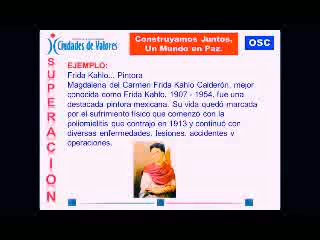 Ciudades de Valores
Construyamos Juntos,
Un Mundo en Paz.
OSC
SUPERACION
EJEMPLO:
Frida Kahlo... Pintora
Magdalena del Carmen Frida Kahlo Calderón, mejor
conocida como Frida Kahlo, 1907 - 1954, fue una
destacada pintora mexicana. Su vida quedó marcada
por el sufrimiento físico que comenzó con la
poliomielitis que contrajo en 1913 y continuó con
diversas enfermedades, lesiones, accidentes y
operaciones.